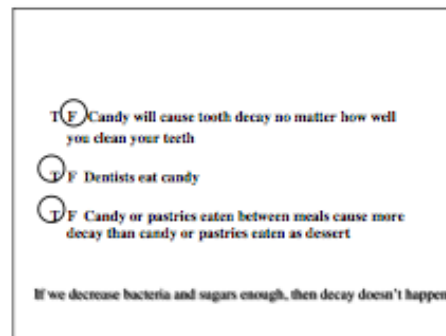 T F Candy will cause tooth decay no matter how well
you clean your teeth
T F Dentists eat candy
T F Candy or pastries eaten between meals cause more
decay than candy or pastries eaten as dessert
If we decrease bacteria and sugars enough, then decay doesn't happen